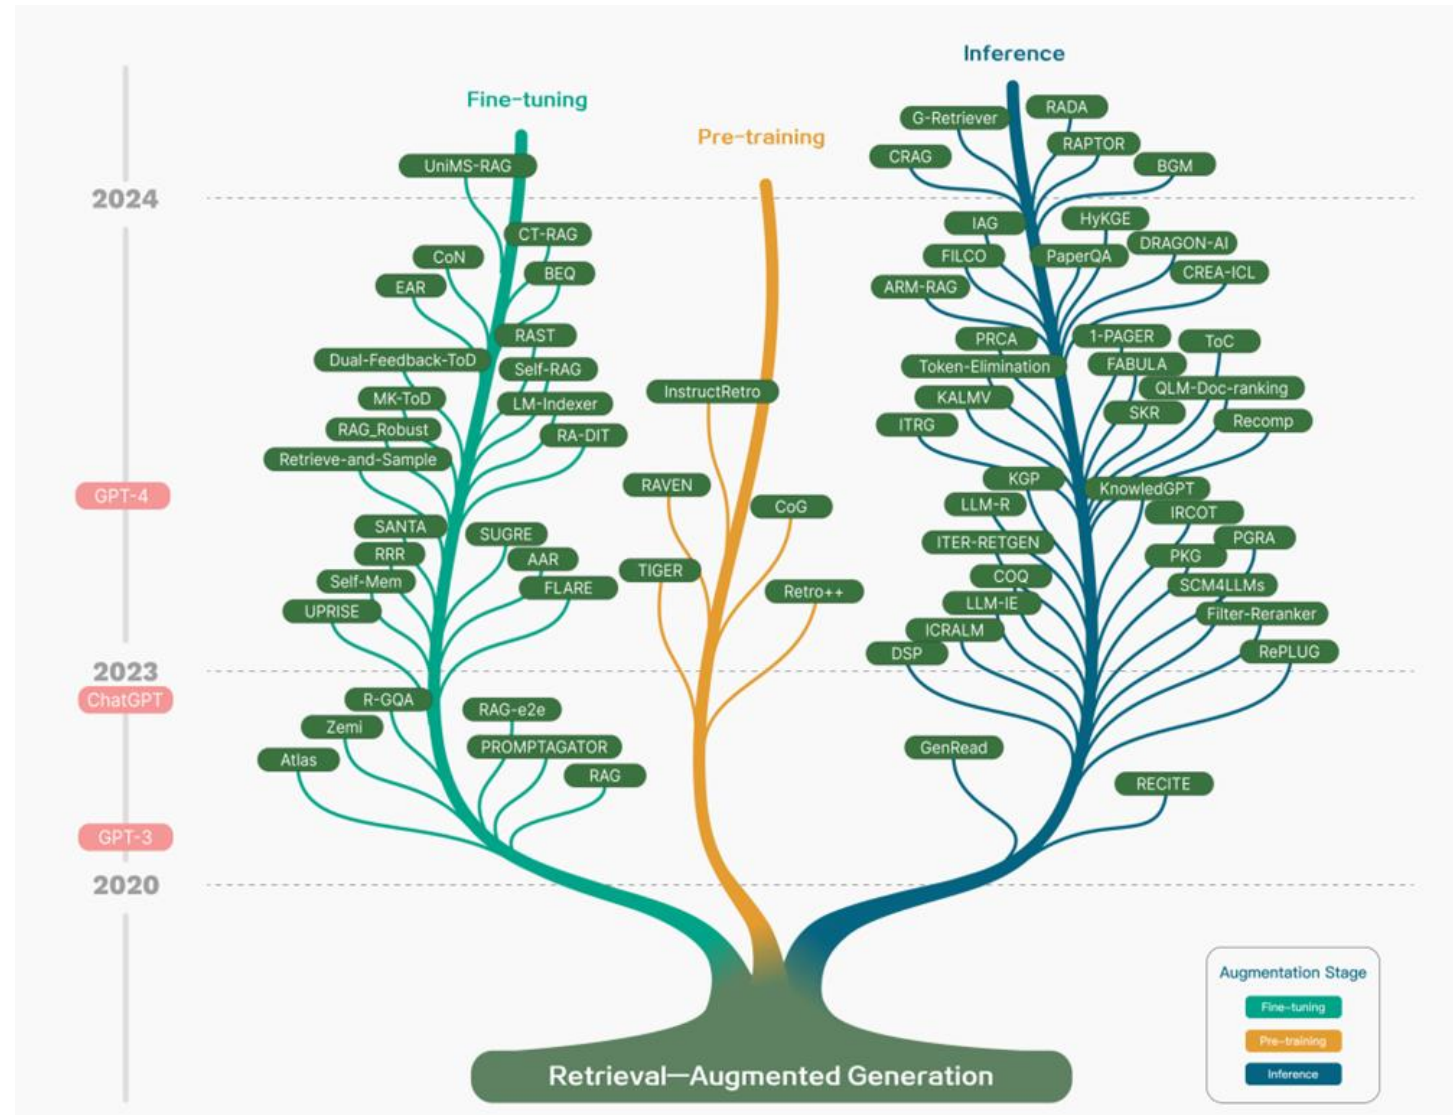 Inference
Fine-tuning
Pre-training
G-Retriever
RADA
CRAG
RAPTOR
BGM
UniMS-RAG
2024
CT-RAG
CoN
BEQ
EAR
IAG
HyKGE
FILCO
PaperQA
DRAGON-AI
ARM-RAG
CREA-ICL
RAST
Dual-Feedback-ToD
Self-RAG
MK-ToD
LM-Indexer
RAG_Robust
RA-DIT
Retrieve-and-Sample
InstructRetro
PRCA
1-PAGER
ToC
Token-Elimination
FABULA
KALMV
QLM-Doc-ranking
ITRG
SKR
Recomp
GPT-4
RAVEN
CoG
KGP
KnowledGPT
LLM-R
IRCOT
SANTA
SUGRE
ITER-RETGEN
PGRA
RRR
AAR
PKG
Self-Mem
FLARE
TIGER
Retro++
COQ
SCM4LLMs
UPRISE
LLM-IE
Filter-Reranker
ICRALM
DSP
RePLUG
2023
ChatGPT
R-GQA
RAG-e2e
Zemi
PROMPTAGATOR
Atlas
RAG
GenRead
RECITE
GPT-3
2020
Augmentation Stage
Fine-tuning
Pre-training
Inference
Retrieval—Augmented Generation